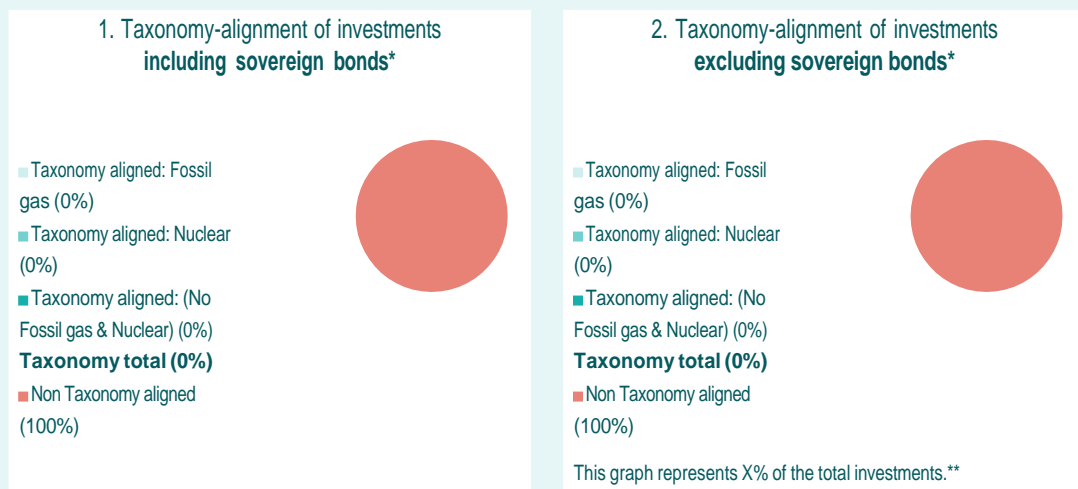 1. Taxonomy-alignment of investments
including sovereign bonds*
Taxonomy aligned: Fossil
gas (0%)
Taxonomy aligned: Nuclear
(0%)
Taxonomy aligned: (No
Fossil gas & Nuclear) (0%)
Taxonomy total (0%)
Non Taxonomy aligned
(100%)
2. Taxonomy-alignment of investments
excluding sovereign bonds*
Taxonomy aligned: Fossil
gas (0%)
Taxonomy aligned: Nuclear
(0%)
Taxonomy aligned: (No
Fossil gas & Nuclear) (0%)
Taxonomy total (0%)
Non Taxonomy aligned
(100%)
This graph represents X% of the total investments.**